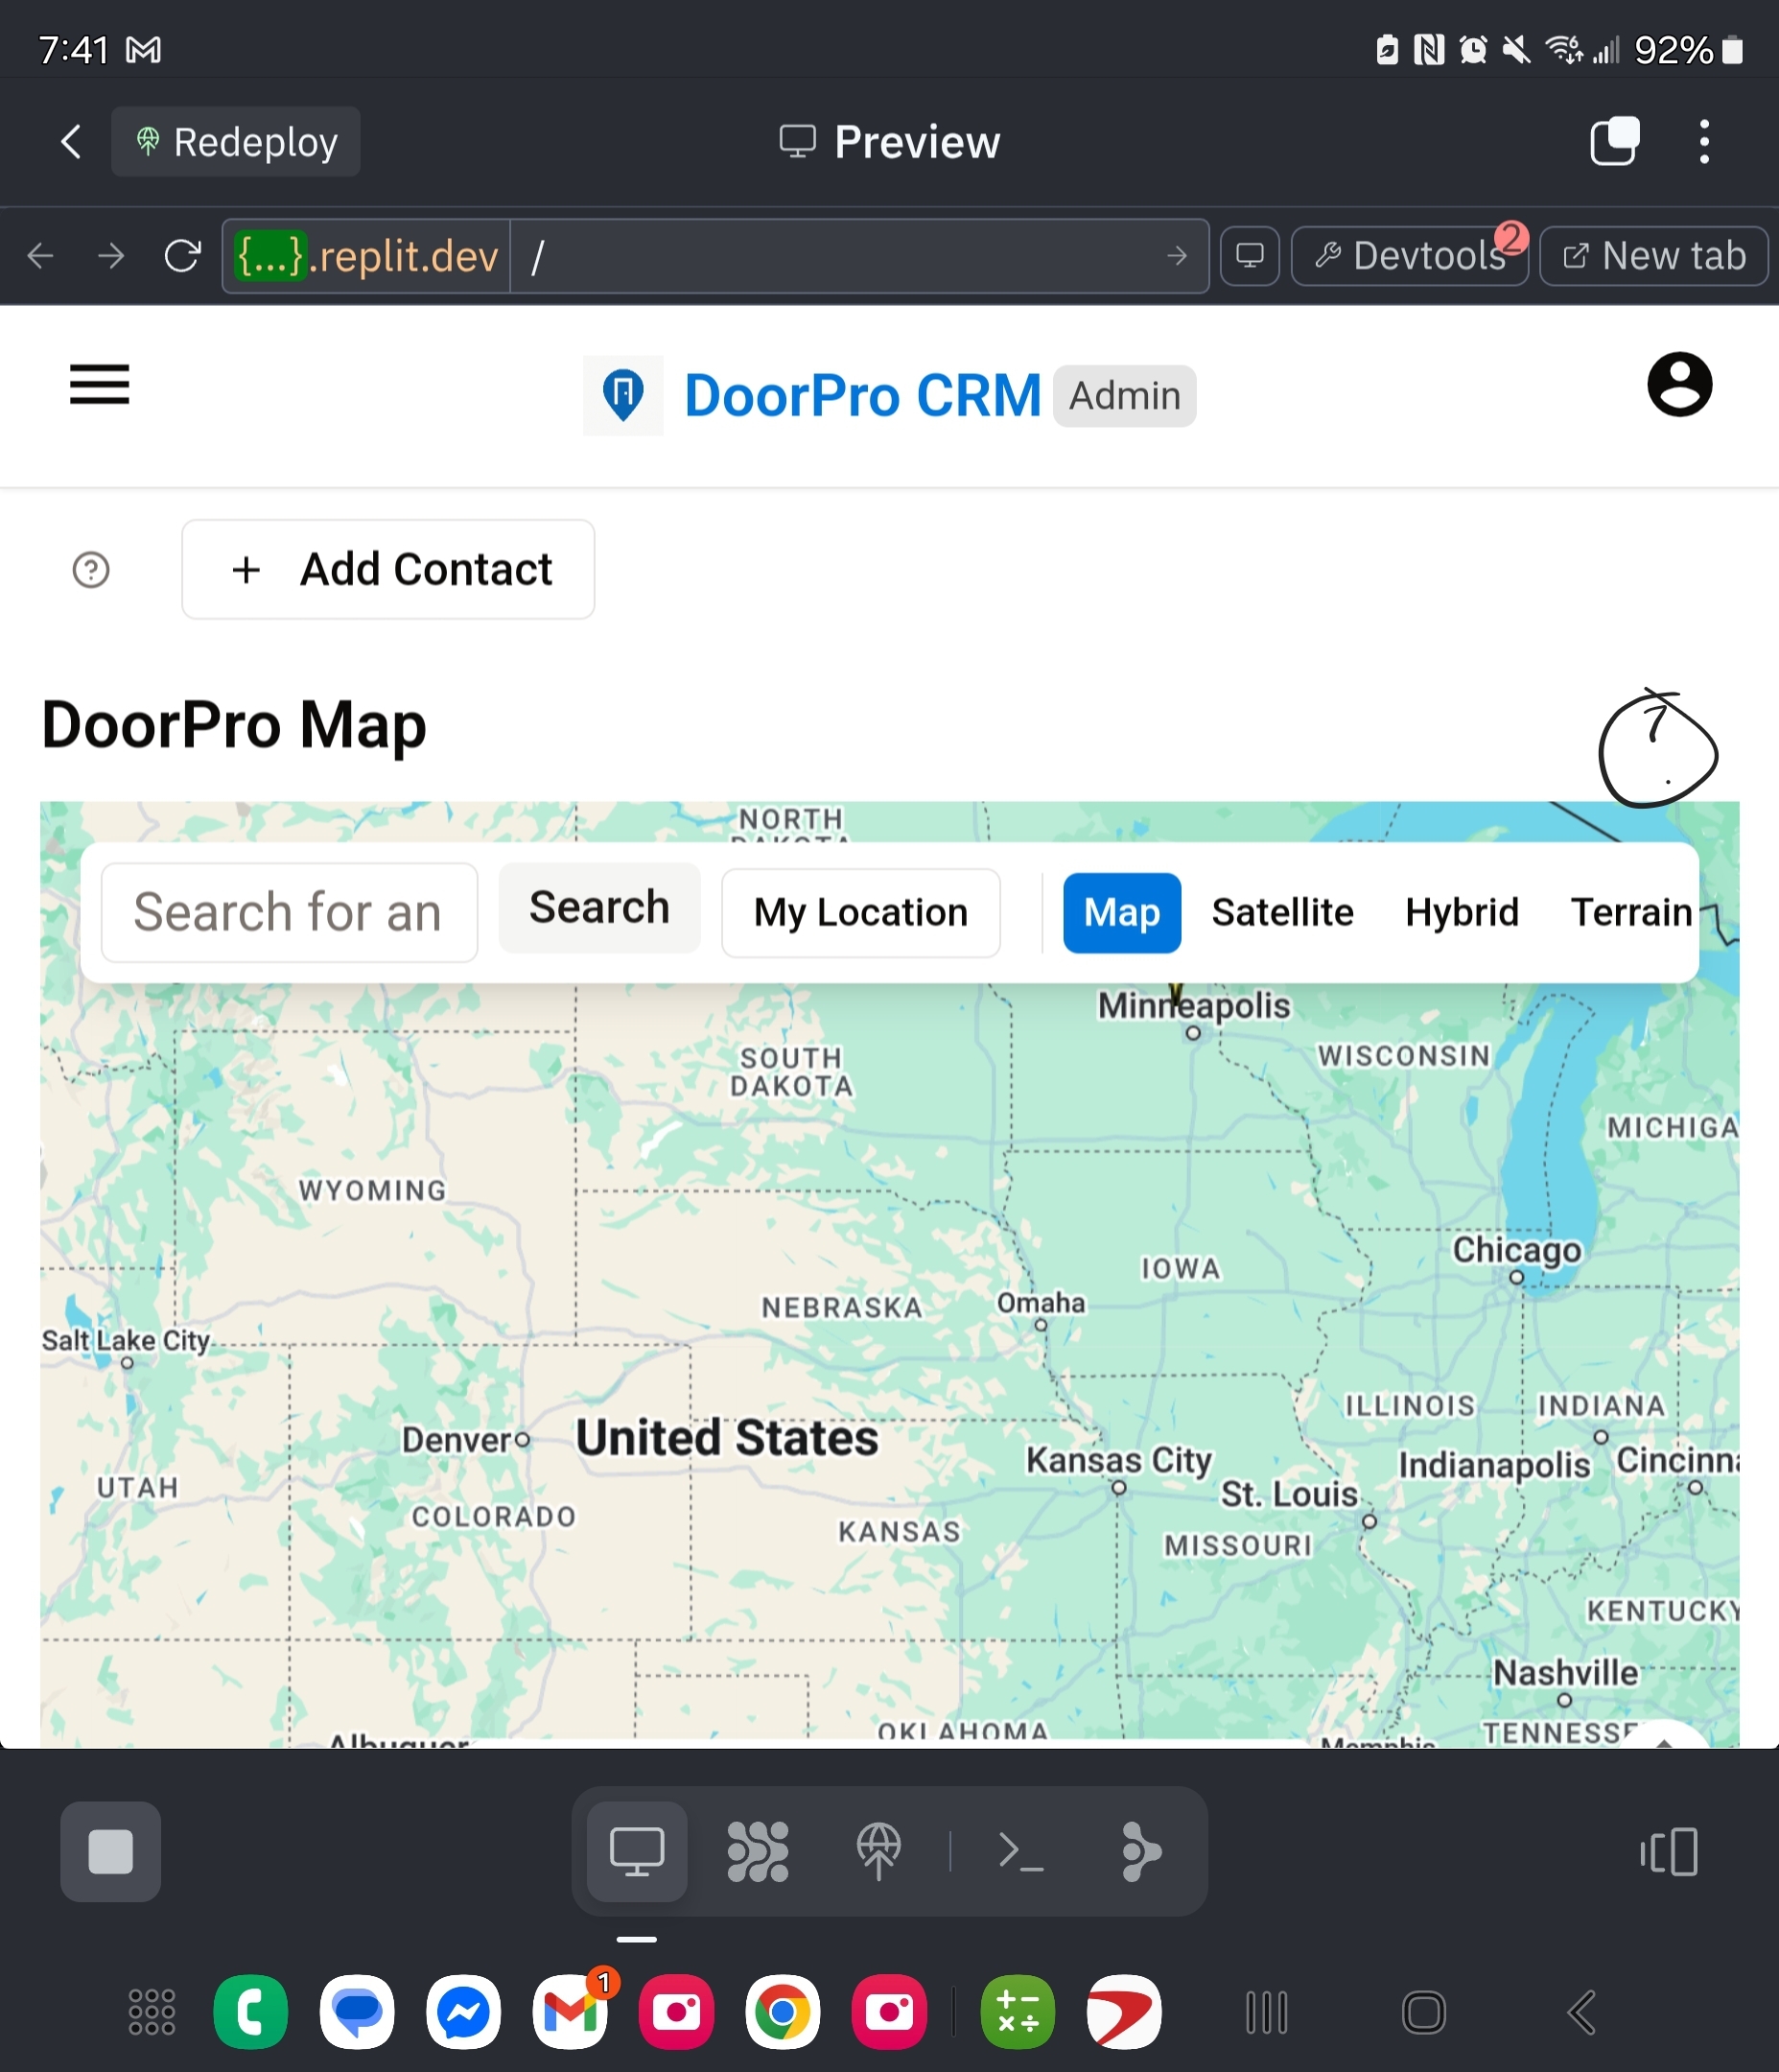 7:41 92%
Redeploy Preview
{...}.replit.dev / Devtools 2 New tab
DoorPro CRM Admin
? + Add Contact
DoorPro Map
?
NORTH
DAKOTA
Search for an Search My Location Map Satellite Hybrid Terrain
Minneapolis
SOUTH
DAKOTA
WISCONSIN
MICHIGA
WYOMING
Chicago
IOWA
NEBRASKA
Omaha
Salt Lake City
ILLINOIS
INDIANA
Denver
United States
Kansas City
Indianapolis
Cincinna
UTAH
St. Louis
COLORADO
KANSAS
MISSOURI
KENTUCKY
Nashville
OKLAHOMA
TENNESSE
Albuquer
Memphis
1